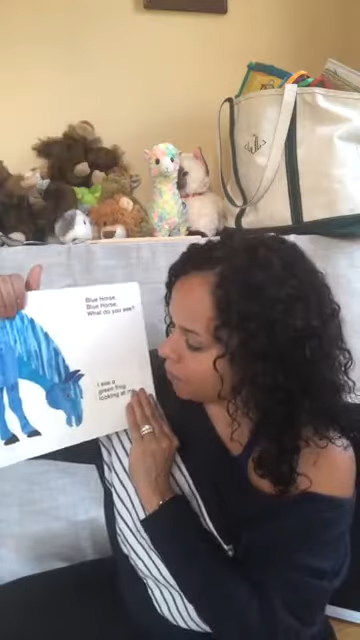 Blue Horse,
Blue Horse,
What do you see?
I see a
green frog
looking at me.